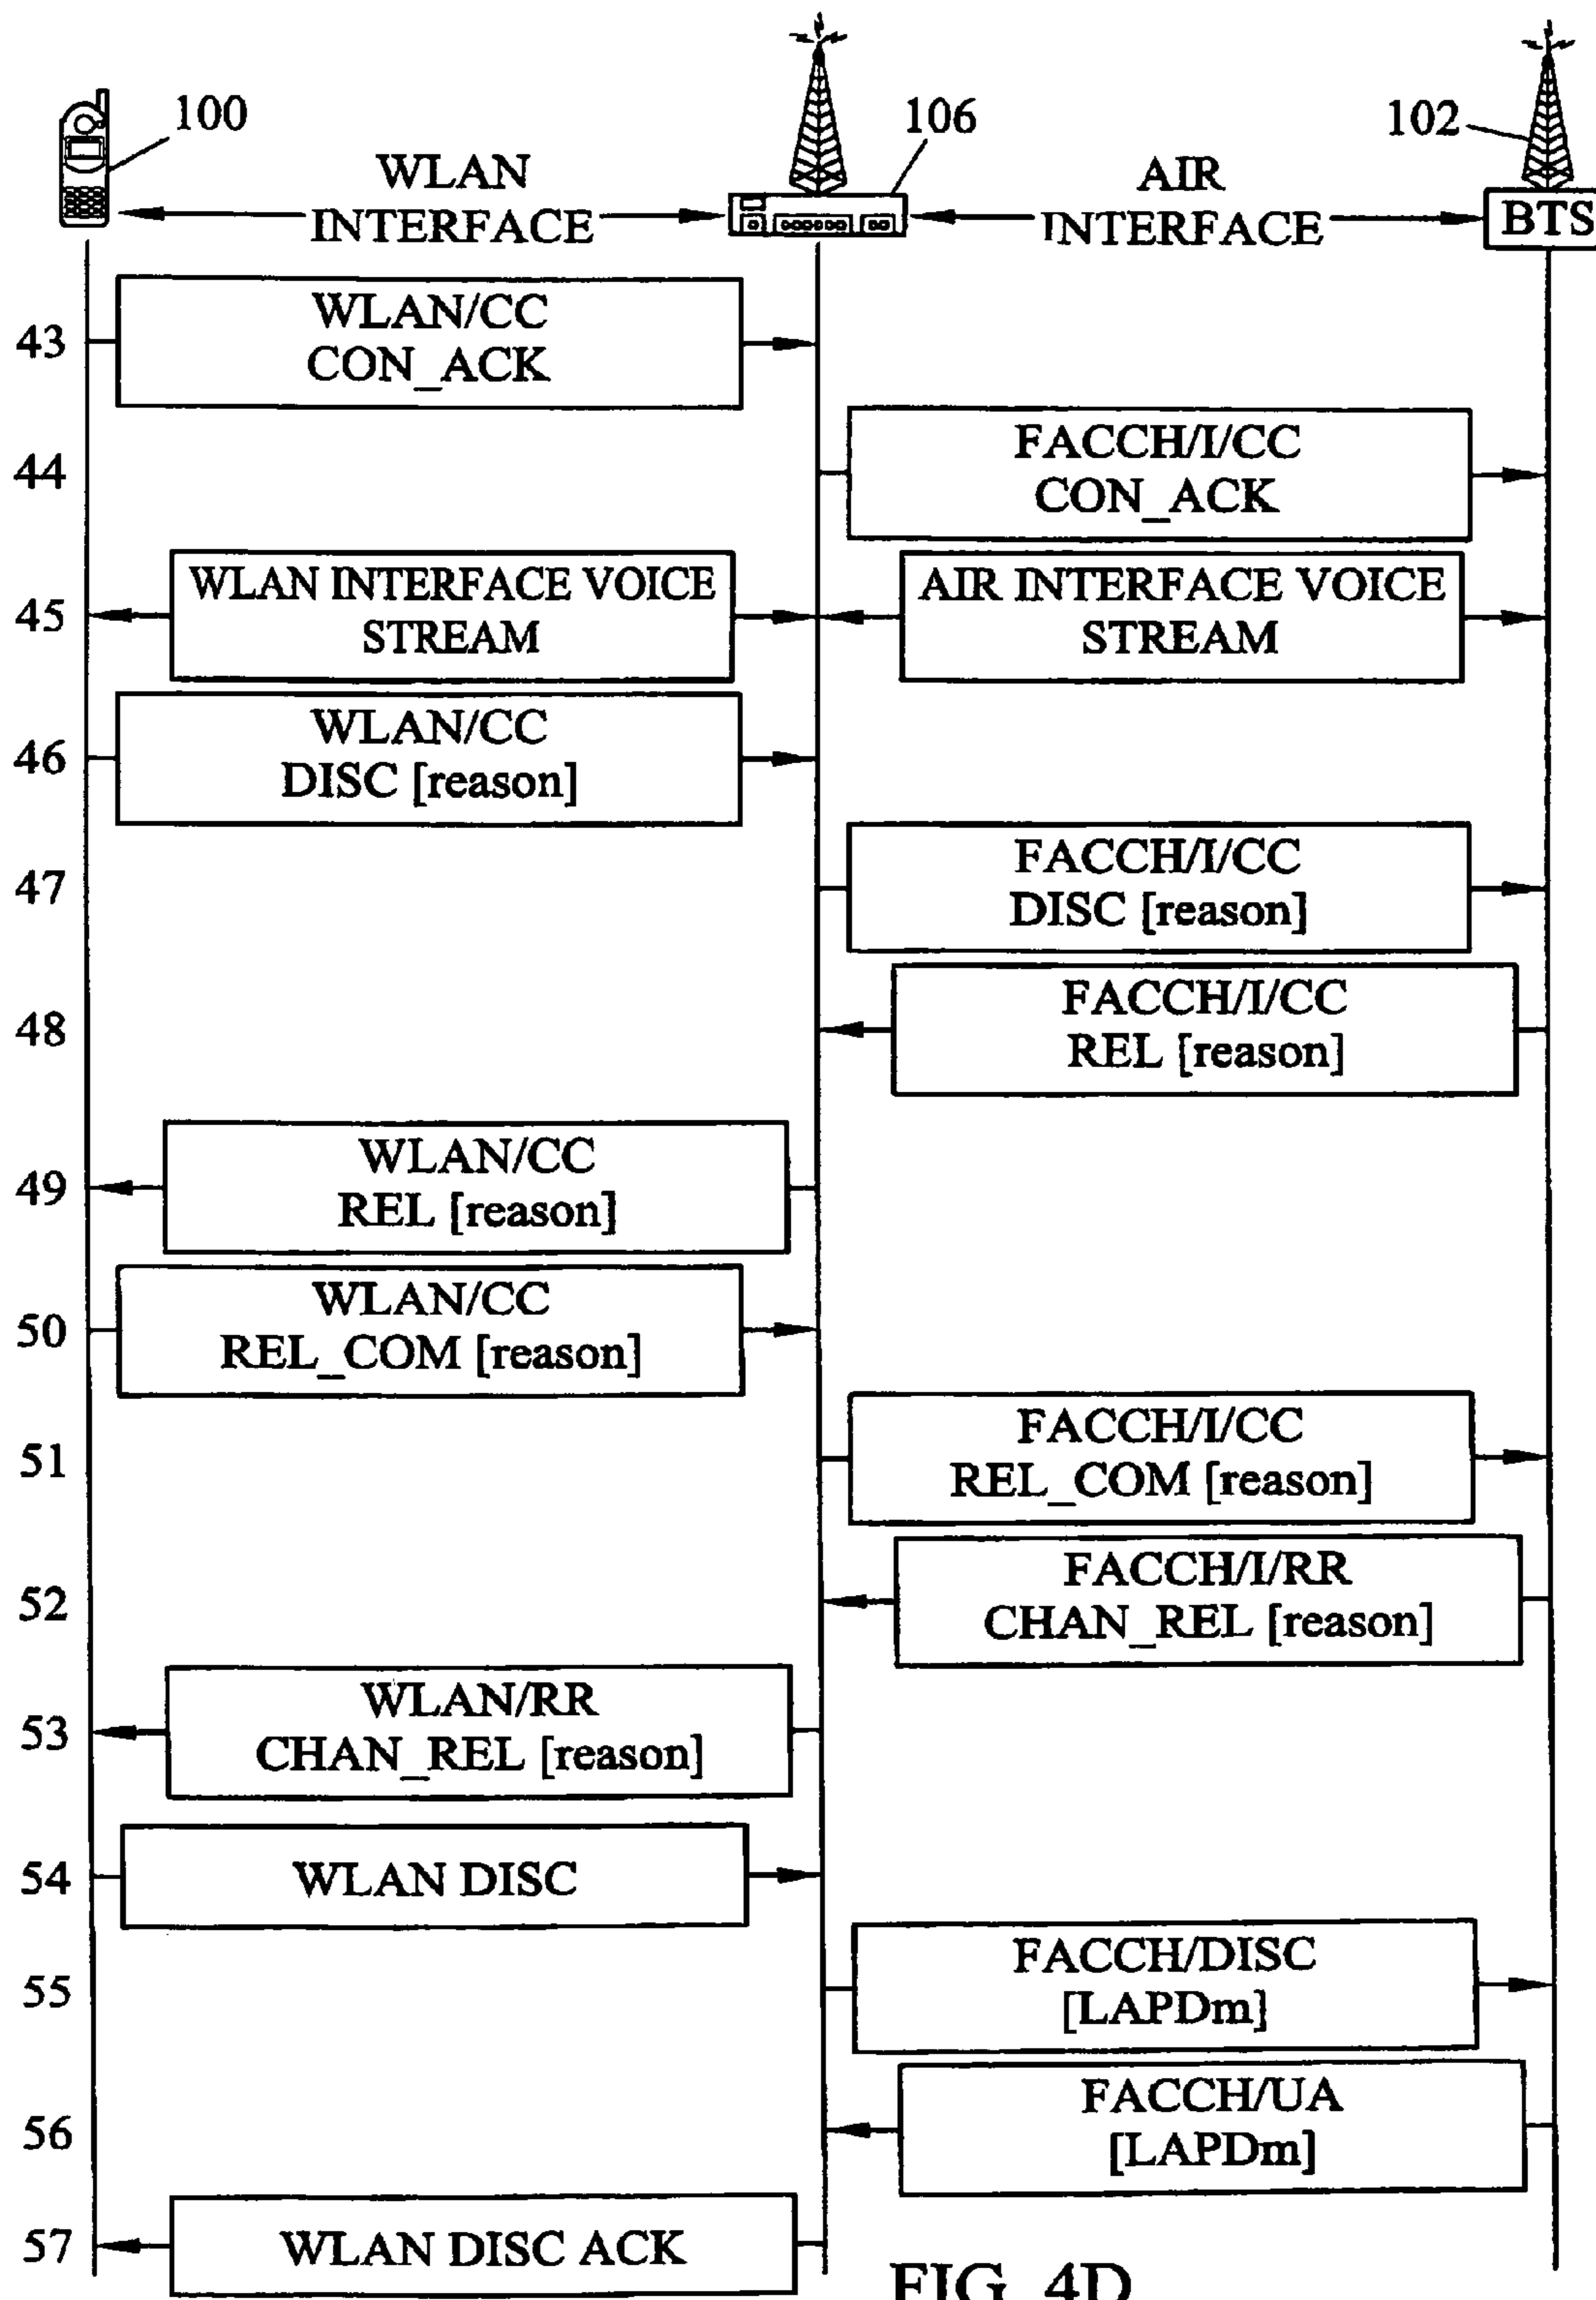 100
106
102
WLAN
INTERFACE
AIR
INTERFACE
BTS
43
WLAN/CC
CON_ACK
44
FACCH/I/CC
CON_ACK
45
WLAN INTERFACE VOICE
STREAM
AIR INTERFACE VOICE
STREAM
46
WLAN/CC
DISC [reason]
47
FACCH/I/CC
DISC [reason]
48
FACCH/I/CC
REL [reason]
49
WLAN/CC
REL [reason]
50
WLAN/CC
REL_COM [reason]
51
FACCH/I/CC
REL_COM [reason]
52
FACCH/I/RR
CHAN_REL [reason]
53
WLAN/RR
CHAN_REL [reason]
54
WLAN DISC
55
FACCH/DISC
[LAPDm]
56
FACCH/UA
[LAPDm]
57
WLAN DISC ACK
FIG. 4D